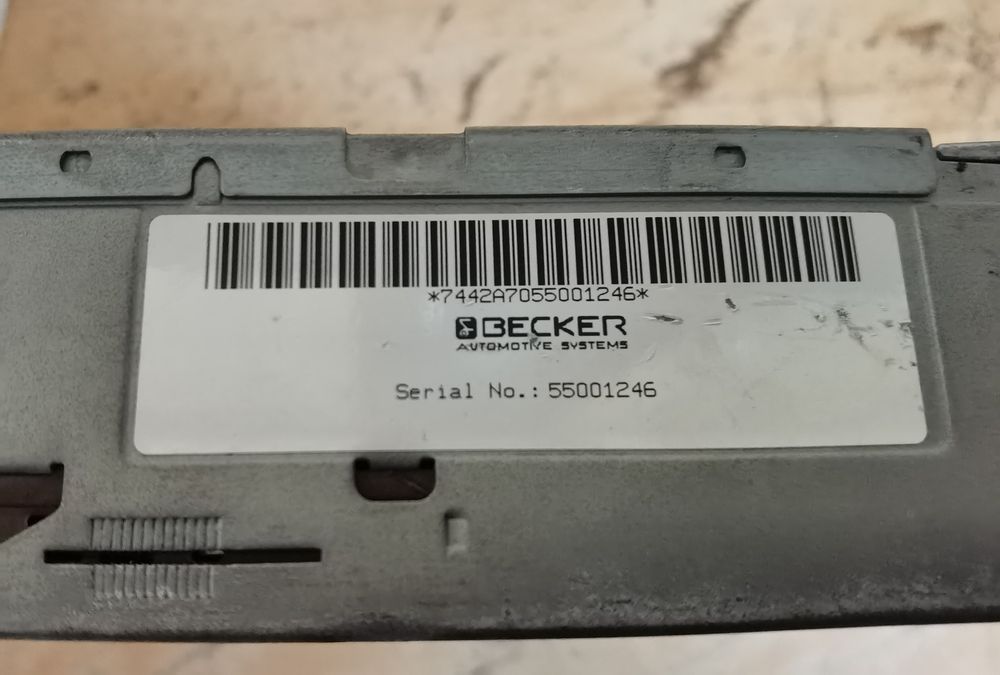 *7442A7055001246*
BECKER
AUTOMOTIVE SYSTEMS
Serial No.: 55001246